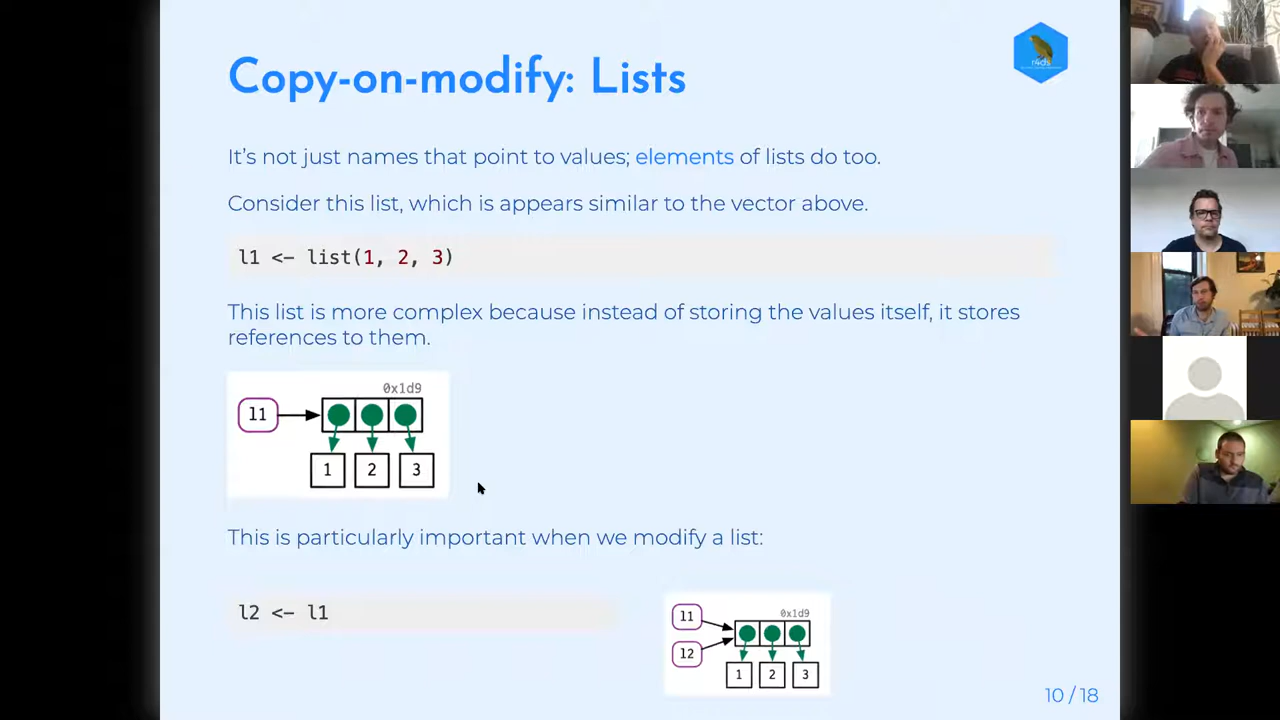 Copy-on-modify: Lists
r4ds
It's not just names that point to values; elements of lists do too.
Consider this list, which is appears similar to the vector above.
l1 <- list(1, 2, 3)
This list is more complex because instead of storing the values itself, it stores
references to them.
0x1d9
l1
1 2 3
This is particularly important when we modify a list:
l2 <- l1
0x1d9
l1
l2
1 2 3
10 / 18